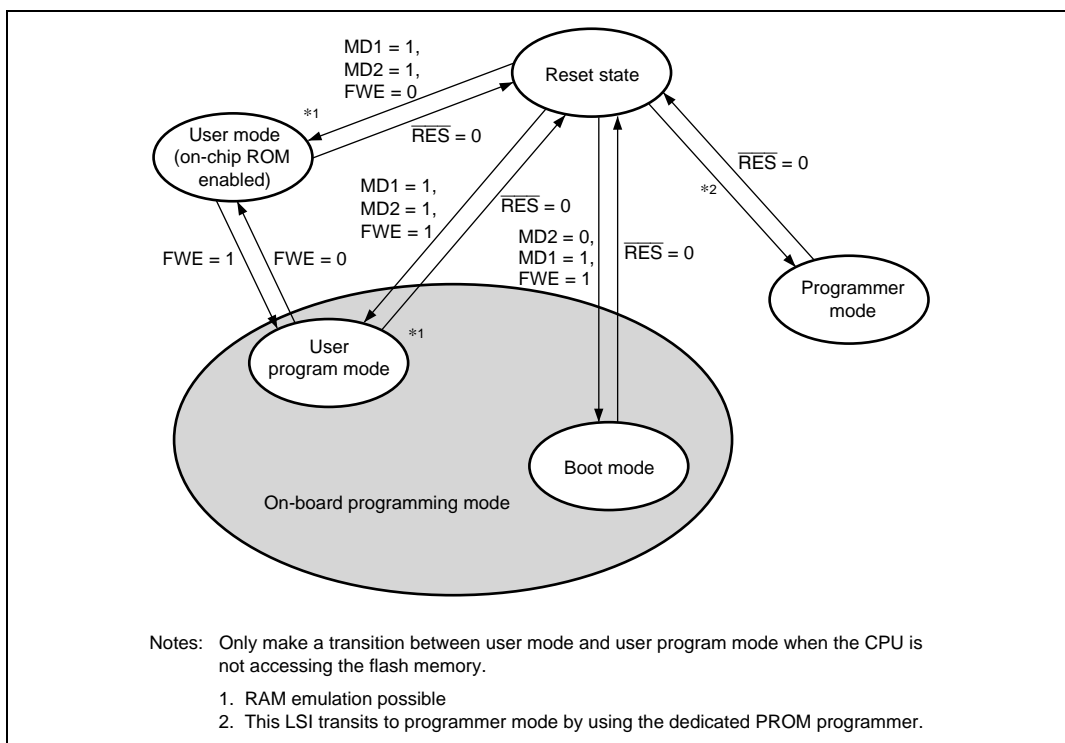 MD1 = 1,
MD2 = 1,
FWE = 0
Reset state
*1
User mode
(on-chip ROM
enabled)
RES = 0
MD1 = 1,
MD2 = 1,
FWE = 1
RES = 0
MD2 = 0,
MD1 = 1,
FWE = 1
RES = 0
*2
RES = 0
FWE = 1
FWE = 0
Programmer
mode
User
program mode
*1
Boot mode
On-board programming mode
Notes: Only make a transition between user mode and user program mode when the CPU is
not accessing the flash memory.
1. RAM emulation possible
2. This LSI transits to programmer mode by using the dedicated PROM programmer.